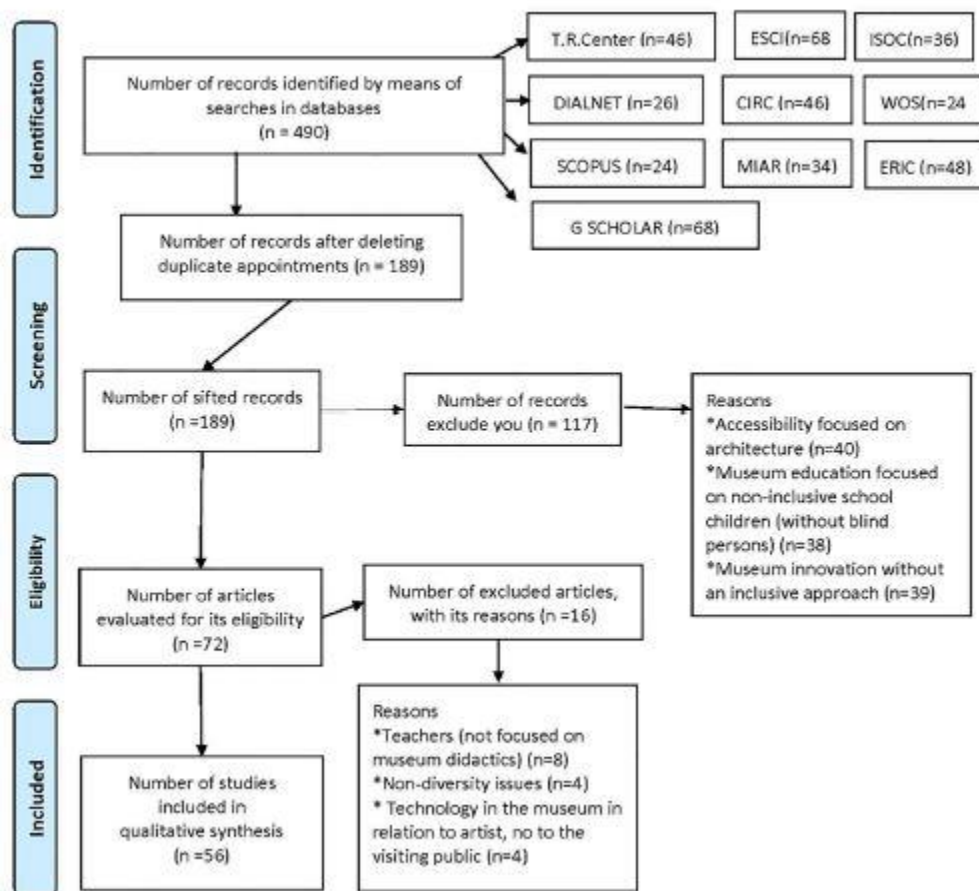 Identification
Number of records identified by means of
searches in databases
(n = 490)
T.R.Center (n=46)
ESCI(n=68
ISOC(n=36)
DIALNET (n=26)
CIRC (n=46)
WOS(n=24
SCOPUS (n=24)
MIAR (n=34)
ERIC (n=48)
G SCHOLAR (n=68)
Number of records after deleting
duplicate appointments (n = 189)
Screening
Number of sifted records
(n =189)
Number of records
exclude you (n = 117)
Reasons
*Accessibility focused on
architecture (n=40)
*Museum education focused
on non-inclusive school
children (without blind
persons) (n=38)
*Museum innovation without
an inclusive approach (n=39)
Eligibility
Number of articles
evaluated for its eligibility
(n =72)
Number of excluded articles,
with its reasons (n =16)
Reasons
*Teachers (not focused on
museum didactics) (n=8)
*Non-diversity issues (n=4)
* Technology in the museum in
relation to artist, no to the
visiting public (n=4)
Included
Number of studies
included in
qualitative synthesis
(n =56)